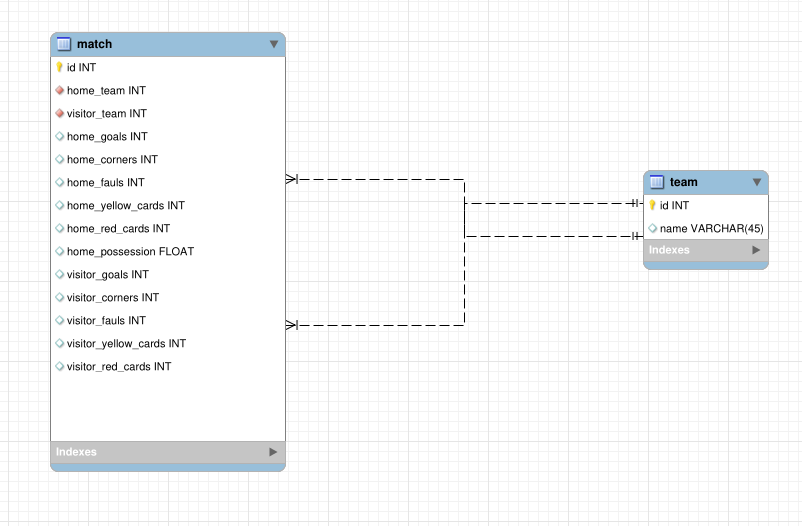 match
id INT
home_team INT
visitor_team INT
home_goals INT
home_corners INT
home_fauls INT
home_yellow_cards INT
home_red_cards INT
home_possession FLOAT
visitor_goals INT
visitor_corners INT
visitor_fauls INT
visitor_yellow_cards INT
visitor_red_cards INT
Indexes
team
id INT
name VARCHAR(45)
Indexes